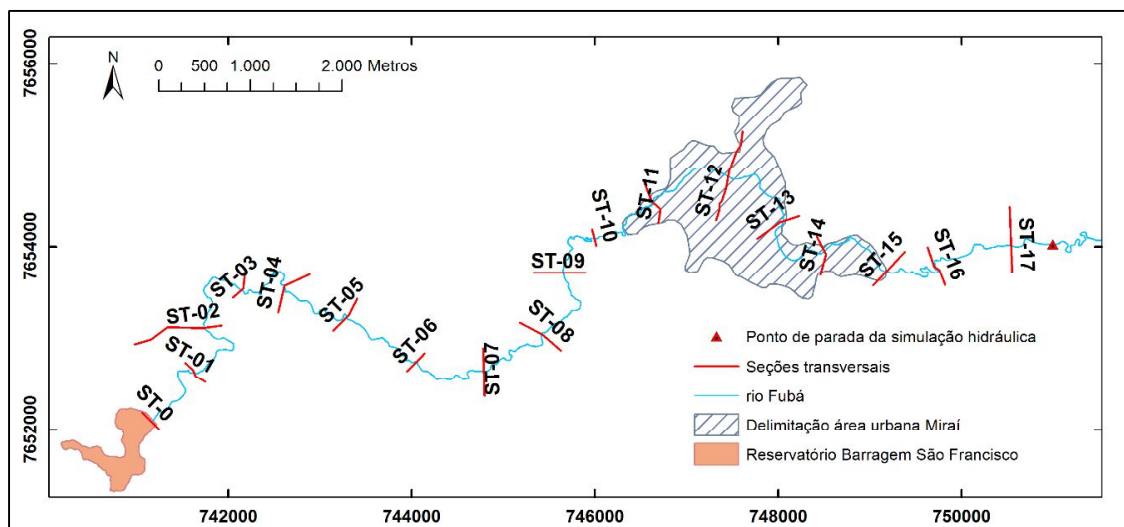 7656000
7654000
7652000
N
0 500 1.000 2.000 Metros
ST-0
ST-01
ST-02
ST-03
ST-04
ST-05
ST-06
ST-07
ST-08
ST-09
ST-10
ST-11
ST-12
ST-13
ST-14
ST-15
ST-16
ST-17
Ponto de parada da simulação hidráulica
Seções transversais
rio Fubá
Delimitação área urbana Miraí
Reservatório Barragem São Francisco
742000 744000 746000 748000 750000